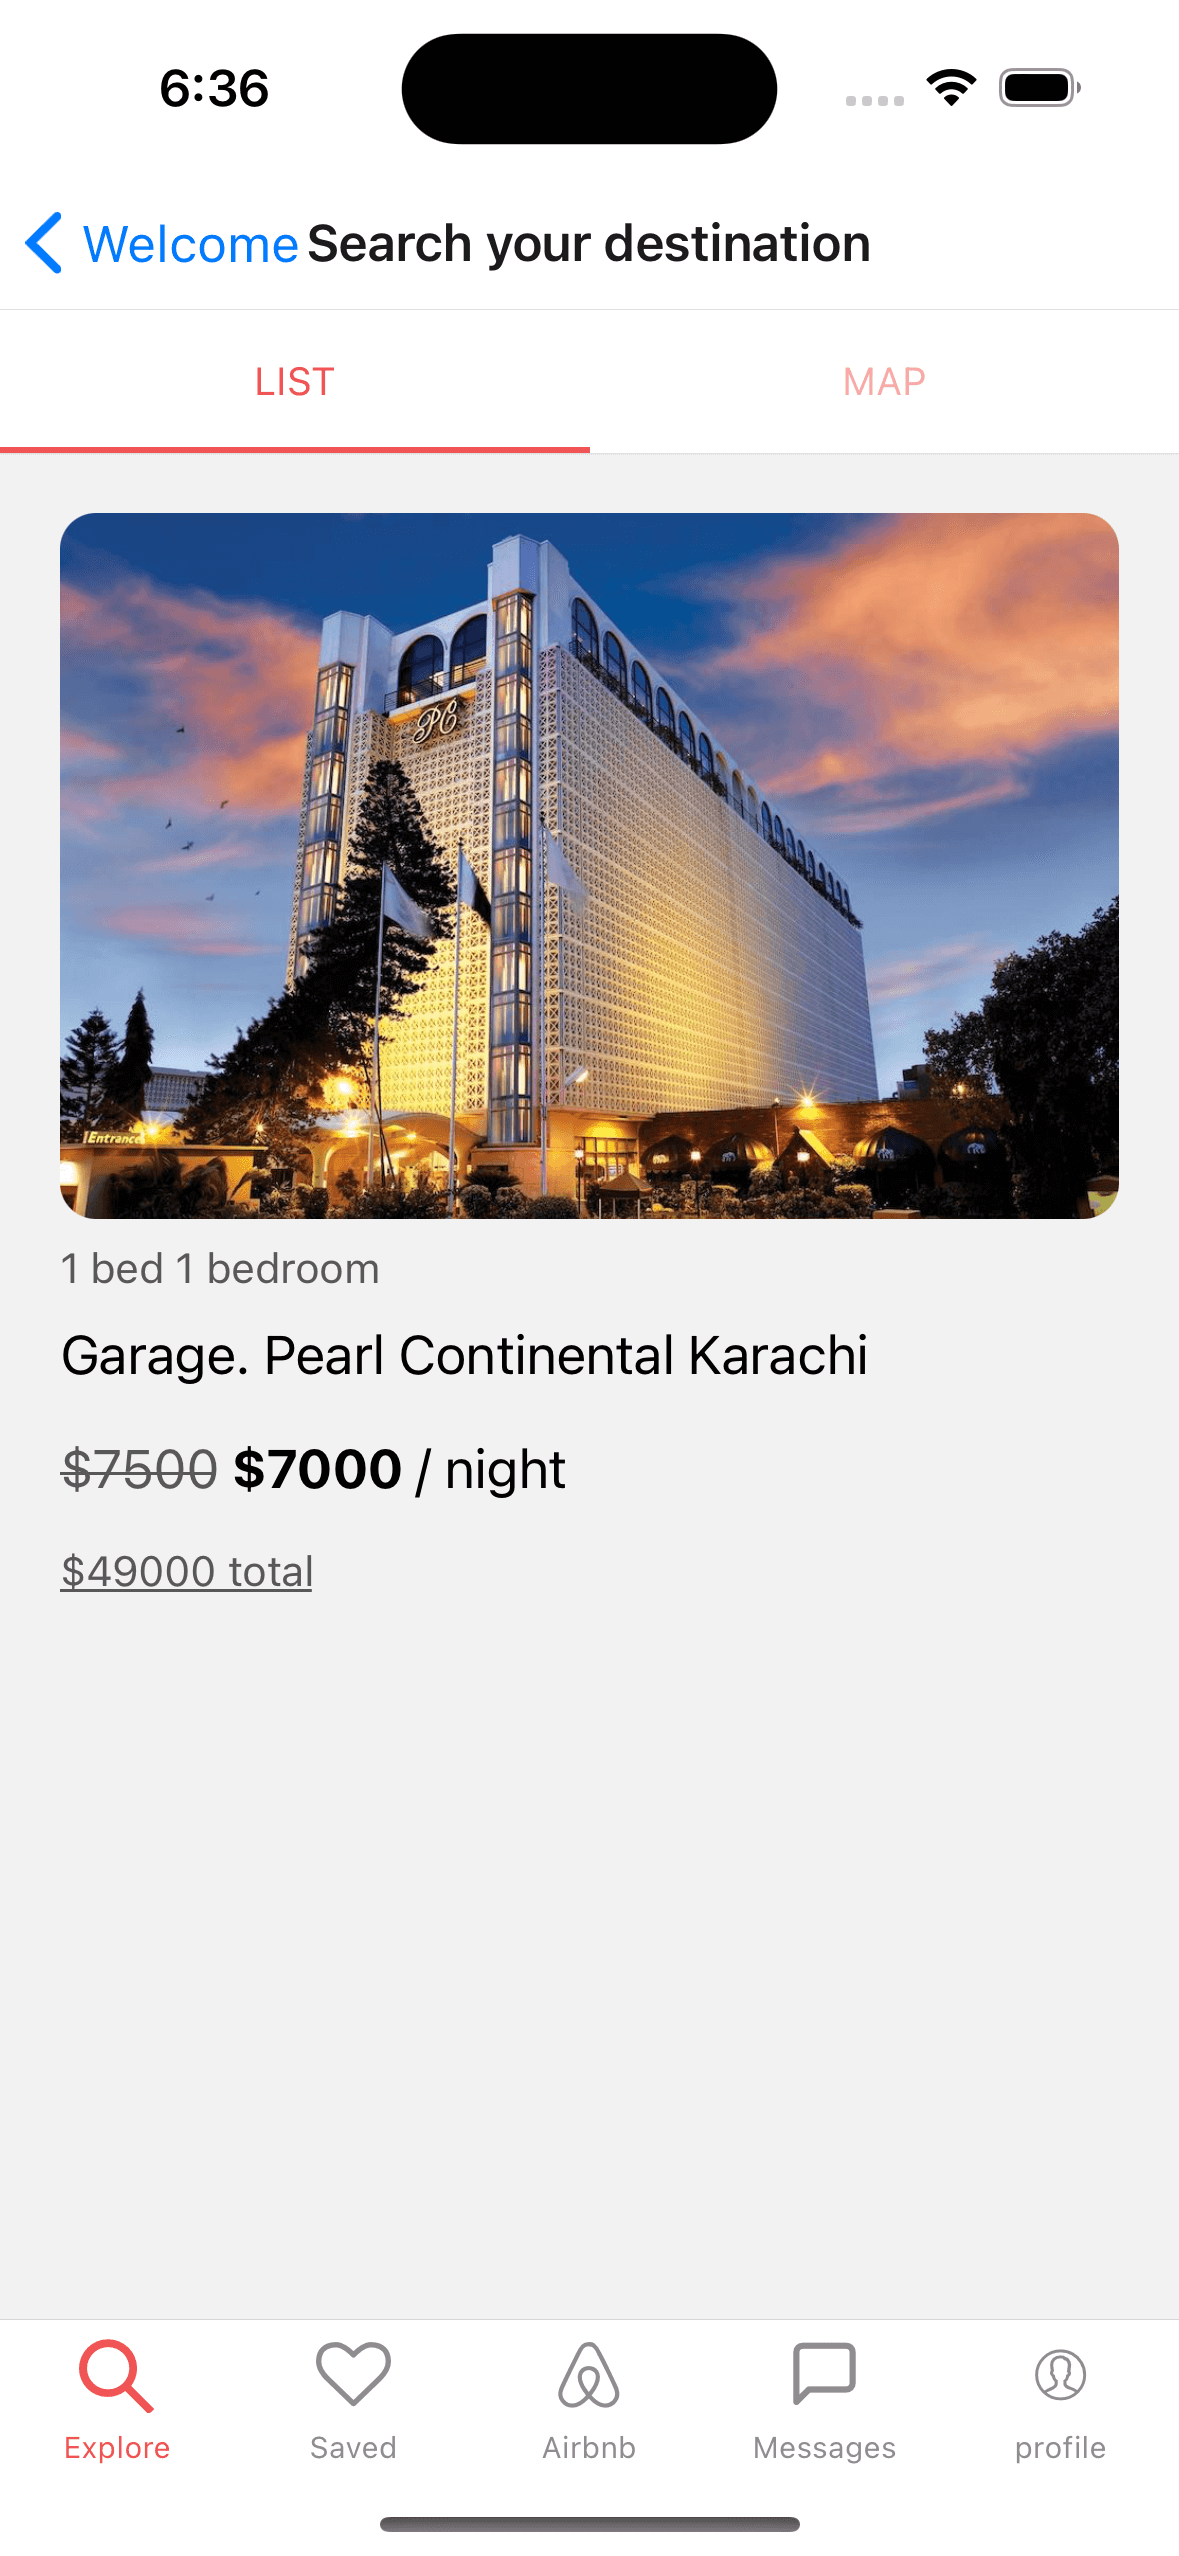 6:36
Welcome Search your destination
LIST MAP
PC
Entrance
1 bed 1 bedroom
Garage. Pearl Continental Karachi
$7500 $7000 / night
$49000 total
Explore Saved Airbnb Messages profile